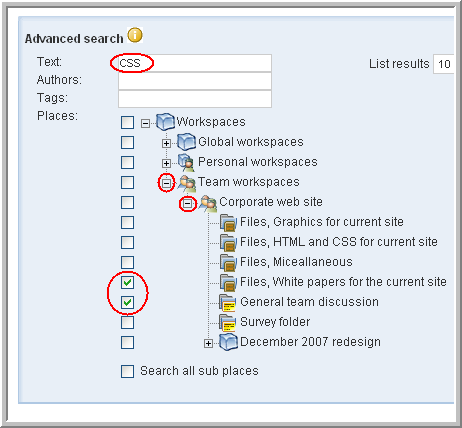 Advanced search
Text: CSS List results 10
Authors:
Tags:
Places: Workspaces
Global workspaces
Personal workspaces
Team workspaces
Corporate web site
Files, Graphics for current site
Files, HTML and CSS for current site
Files, Miceallaneous
Files, White papers for the current site
General team discussion
Survey folder
December 2007 redesign
Search all sub places